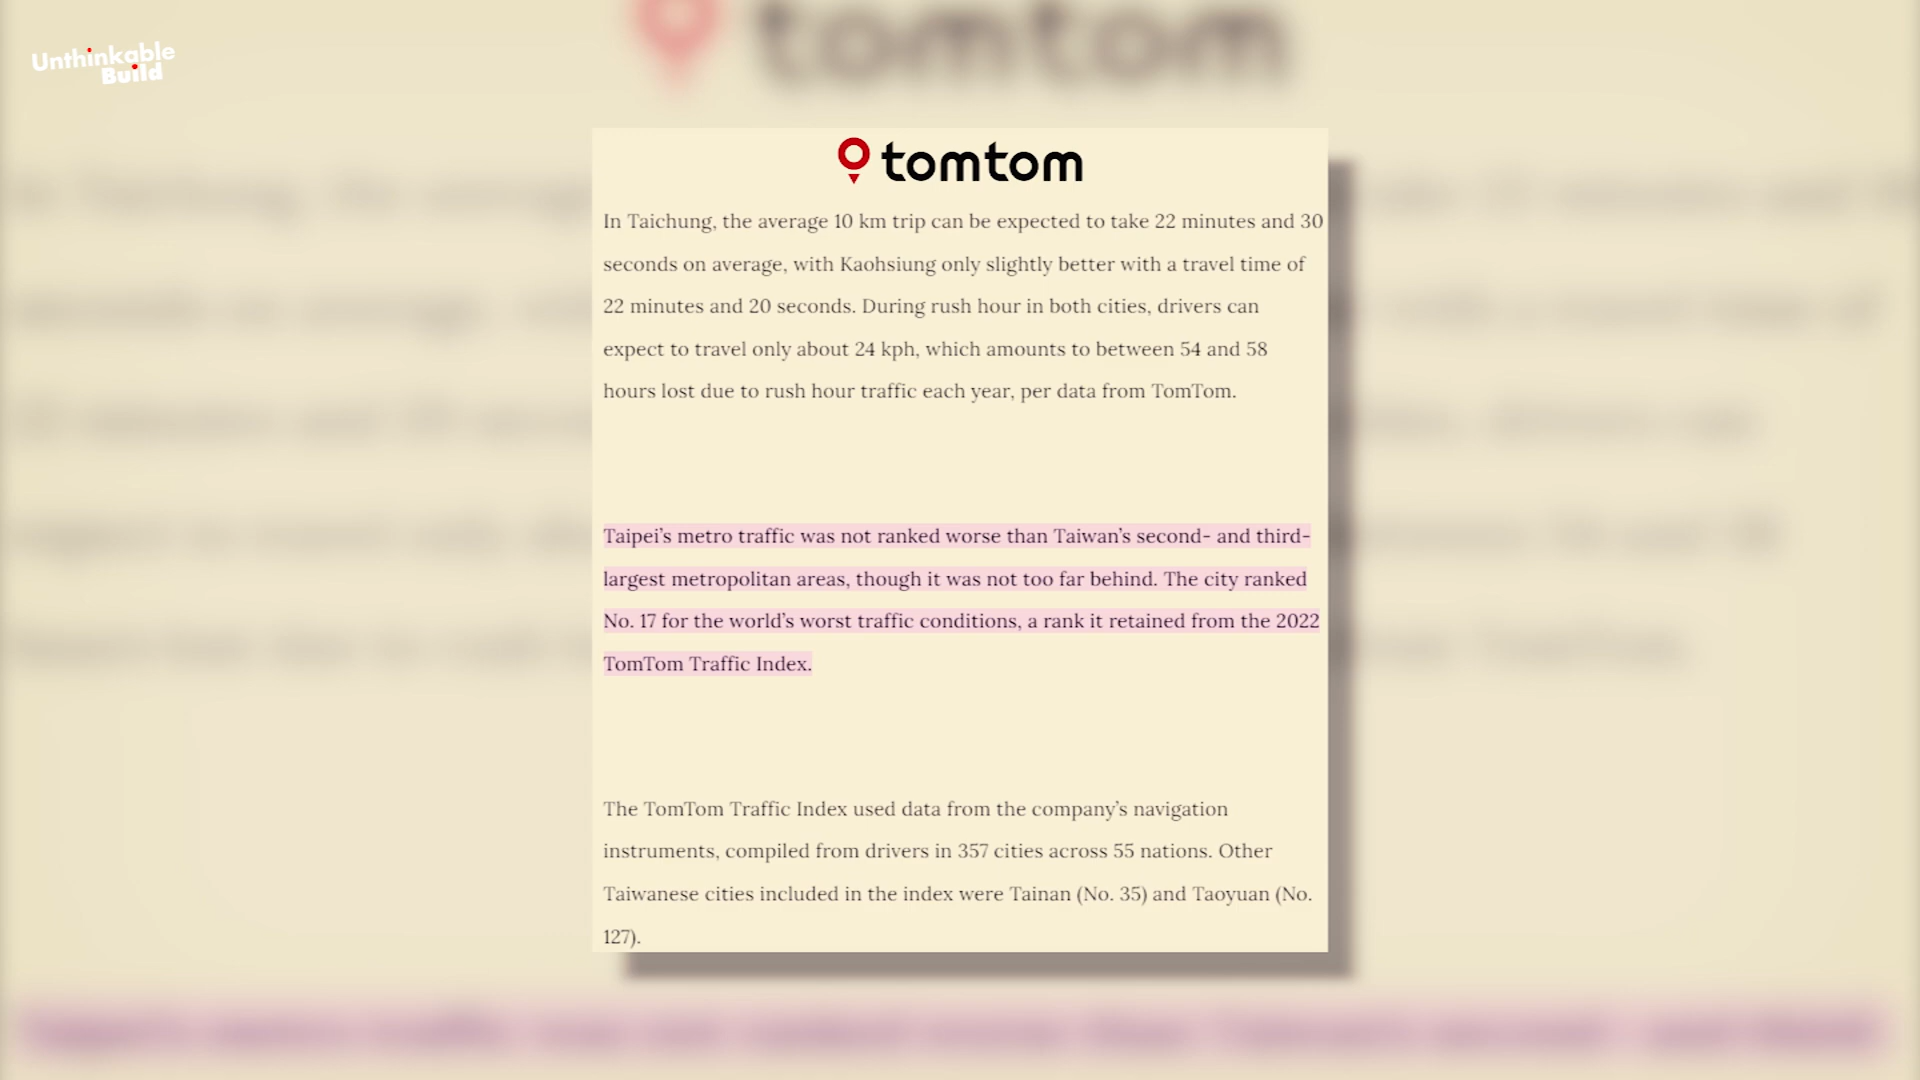 Unthinkable
Build
tomtom
tomtom
In Taichung, the average 10 km trip can be expected to take 22 minutes and 30
seconds on average, with Kaohsiung only slightly better with a travel time of
22 minutes and 20 seconds. During rush hour in both cities, drivers can
expect to travel only about 24 kph, which amounts to between 54 and 58
hours lost due to rush hour traffic each year, per data from TomTom.
Taipei’s metro traffic was not ranked worse than Taiwan’s second- and third-
largest metropolitan areas, though it was not too far behind. The city ranked
No. 17 for the world’s worst traffic conditions, a rank it retained from the 2022
TomTom Traffic Index.
The TomTom Traffic Index used data from the company’s navigation
instruments, compiled from drivers in 357 cities across 55 nations. Other
Taiwanese cities included in the index were Tainan (No. 35) and Taoyuan (No.
127).